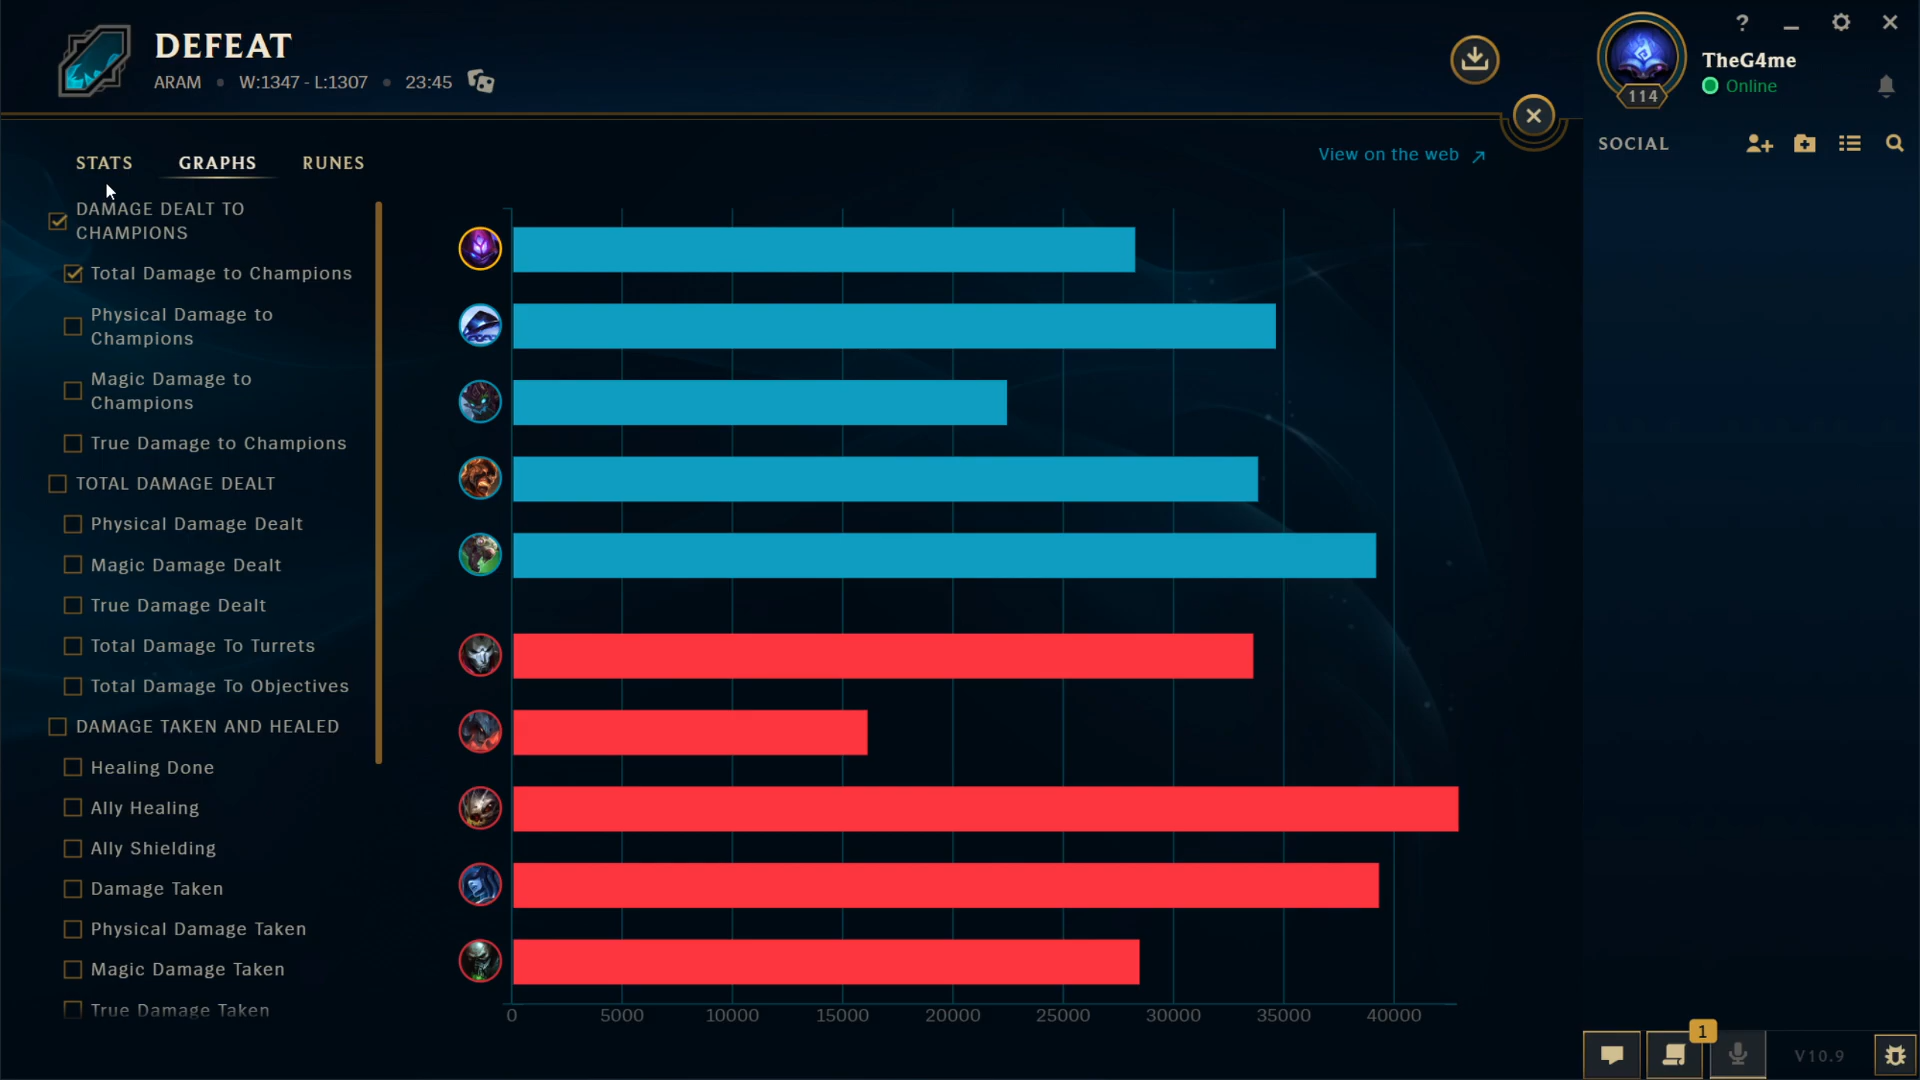 DEFEAT
ARAM • W:1347 - L:1307 • 23:45
?
TheG4me
Online
114
STATS
GRAPHS
RUNES
View on the web
SOCIAL
DAMAGE DEALT TO
CHAMPIONS
Total Damage to Champions
Physical Damage to
Champions
Magic Damage to
Champions
True Damage to Champions
TOTAL DAMAGE DEALT
Physical Damage Dealt
Magic Damage Dealt
True Damage Dealt
Total Damage To Turrets
Total Damage To Objectives
DAMAGE TAKEN AND HEALED
Healing Done
Ally Healing
Ally Shielding
Damage Taken
Physical Damage Taken
Magic Damage Taken
True Damage Taken
0 5000 10000 15000 20000 25000 30000 35000 40000
1
V10.9